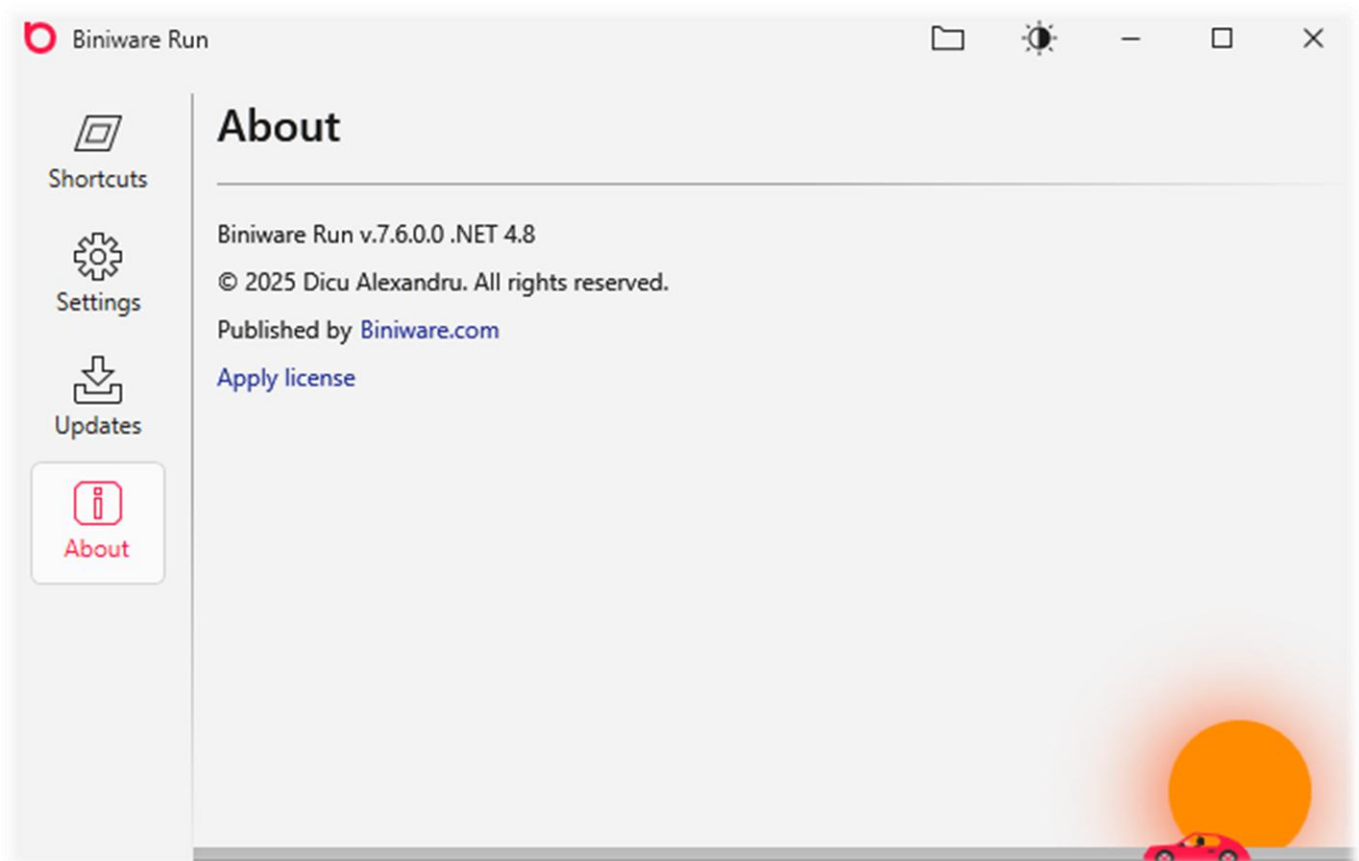 Biniware Run
Shortcuts
Settings
Updates
About
About
Biniware Run v.7.6.0.0 .NET 4.8
© 2025 Dicu Alexandru. All rights reserved.
Published by Biniware.com
Apply license